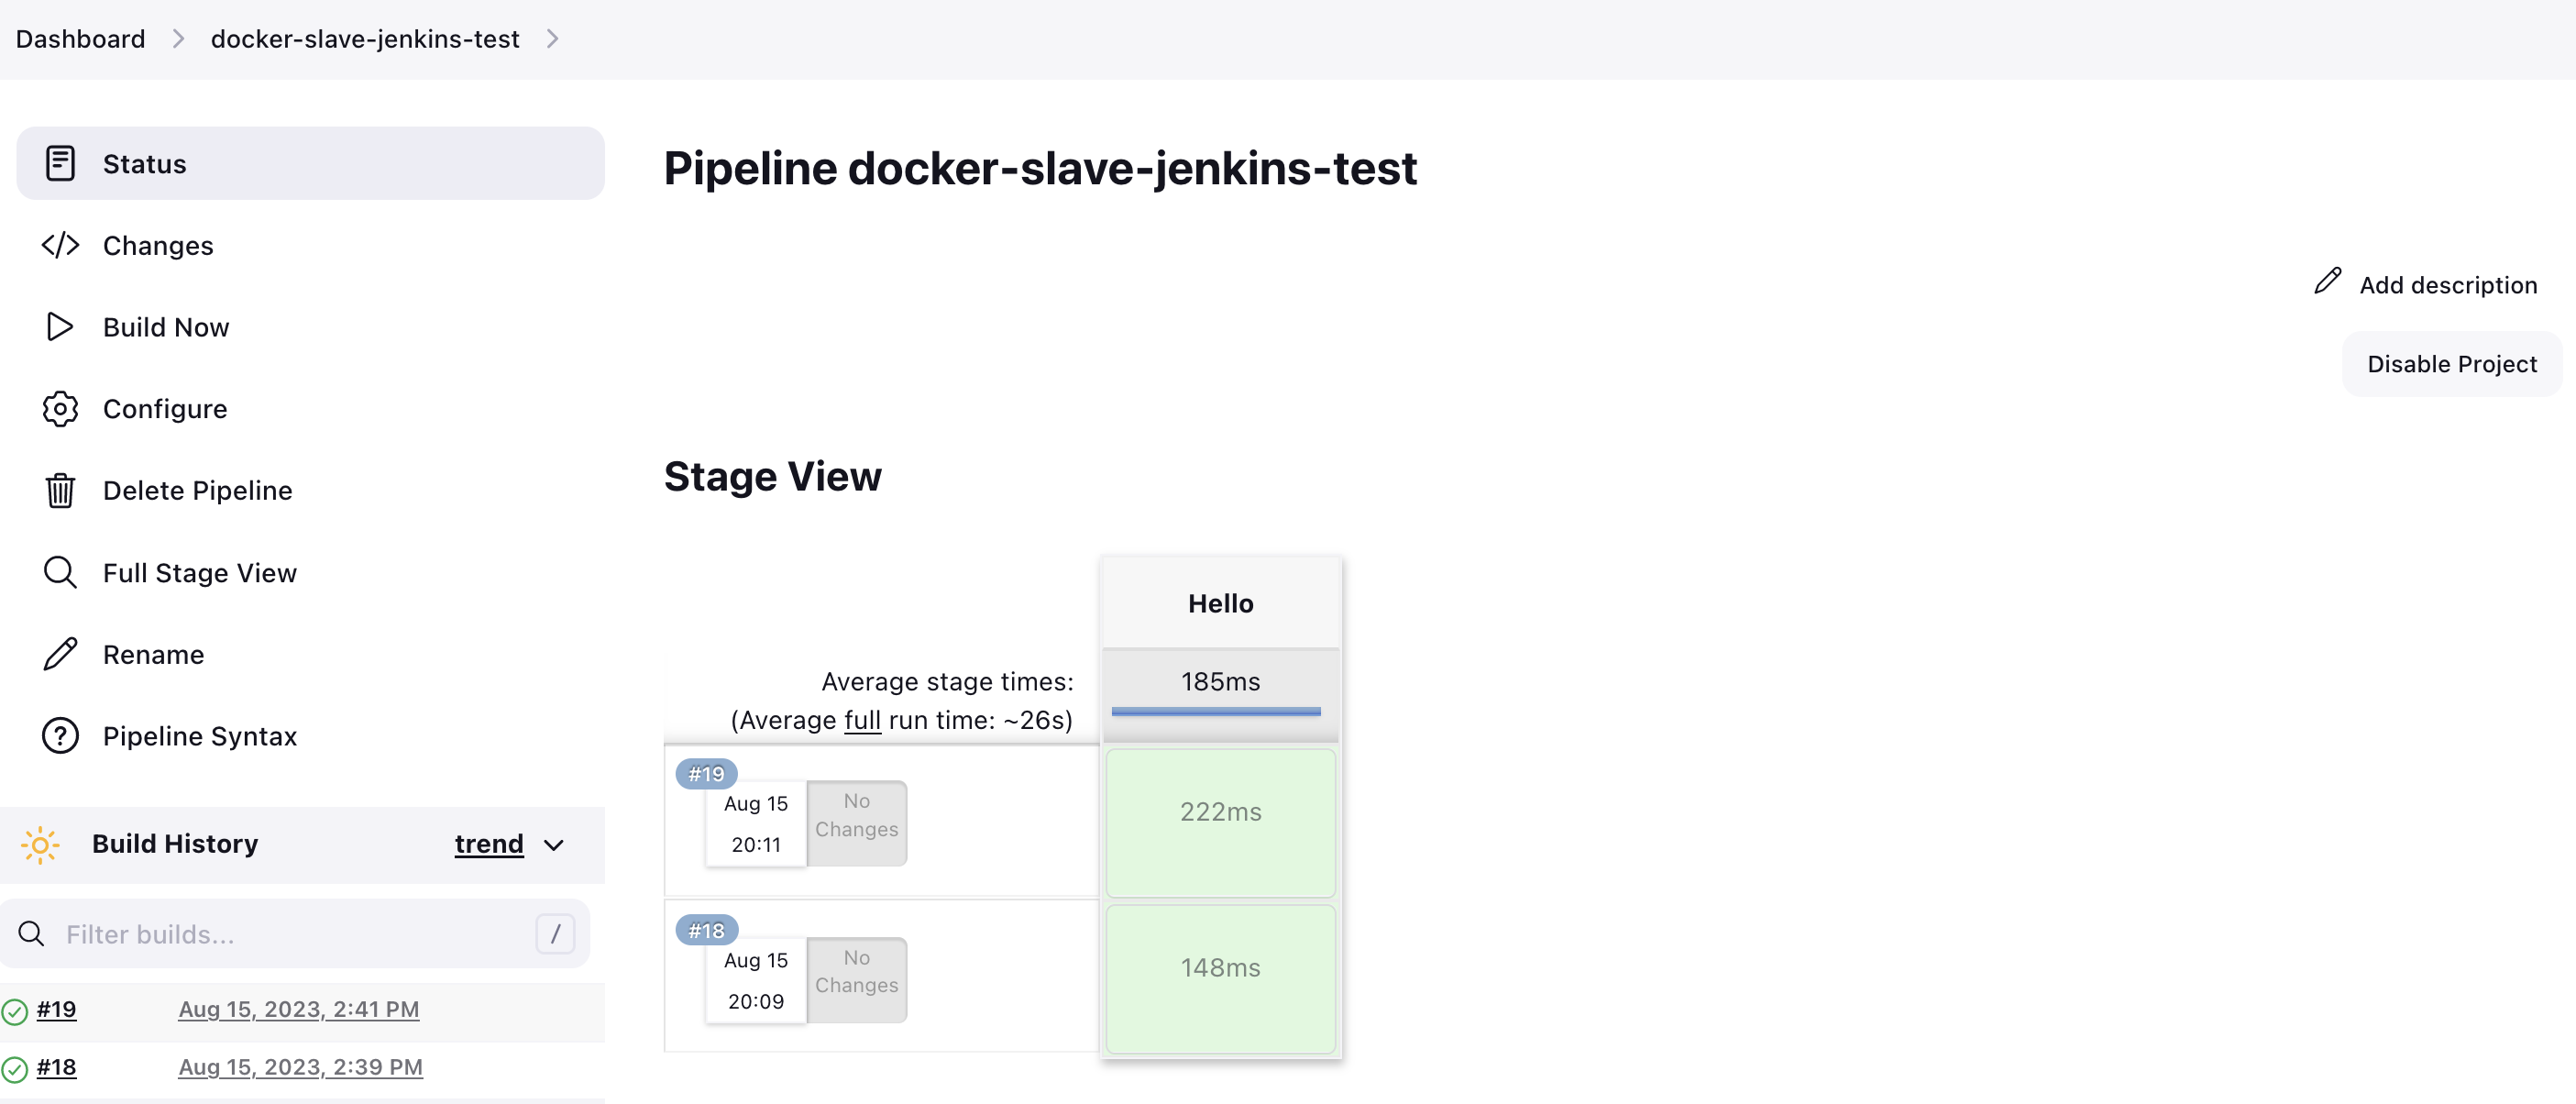 Dashboard > docker-slave-jenkins-test >
Status
Changes
Build Now
Configure
Delete Pipeline
Full Stage View
Rename
Pipeline Syntax
Build History trend
Filter builds... /
#19 Aug 15, 2023, 2:41 PM
#18 Aug 15, 2023, 2:39 PM
Pipeline docker-slave-jenkins-test
Add description
Disable Project
Stage View
Hello
Average stage times: 185ms
(Average full run time: ~26s)
#19
Aug 15
20:11
No
Changes
222ms
#18
Aug 15
20:09
No
Changes
148ms